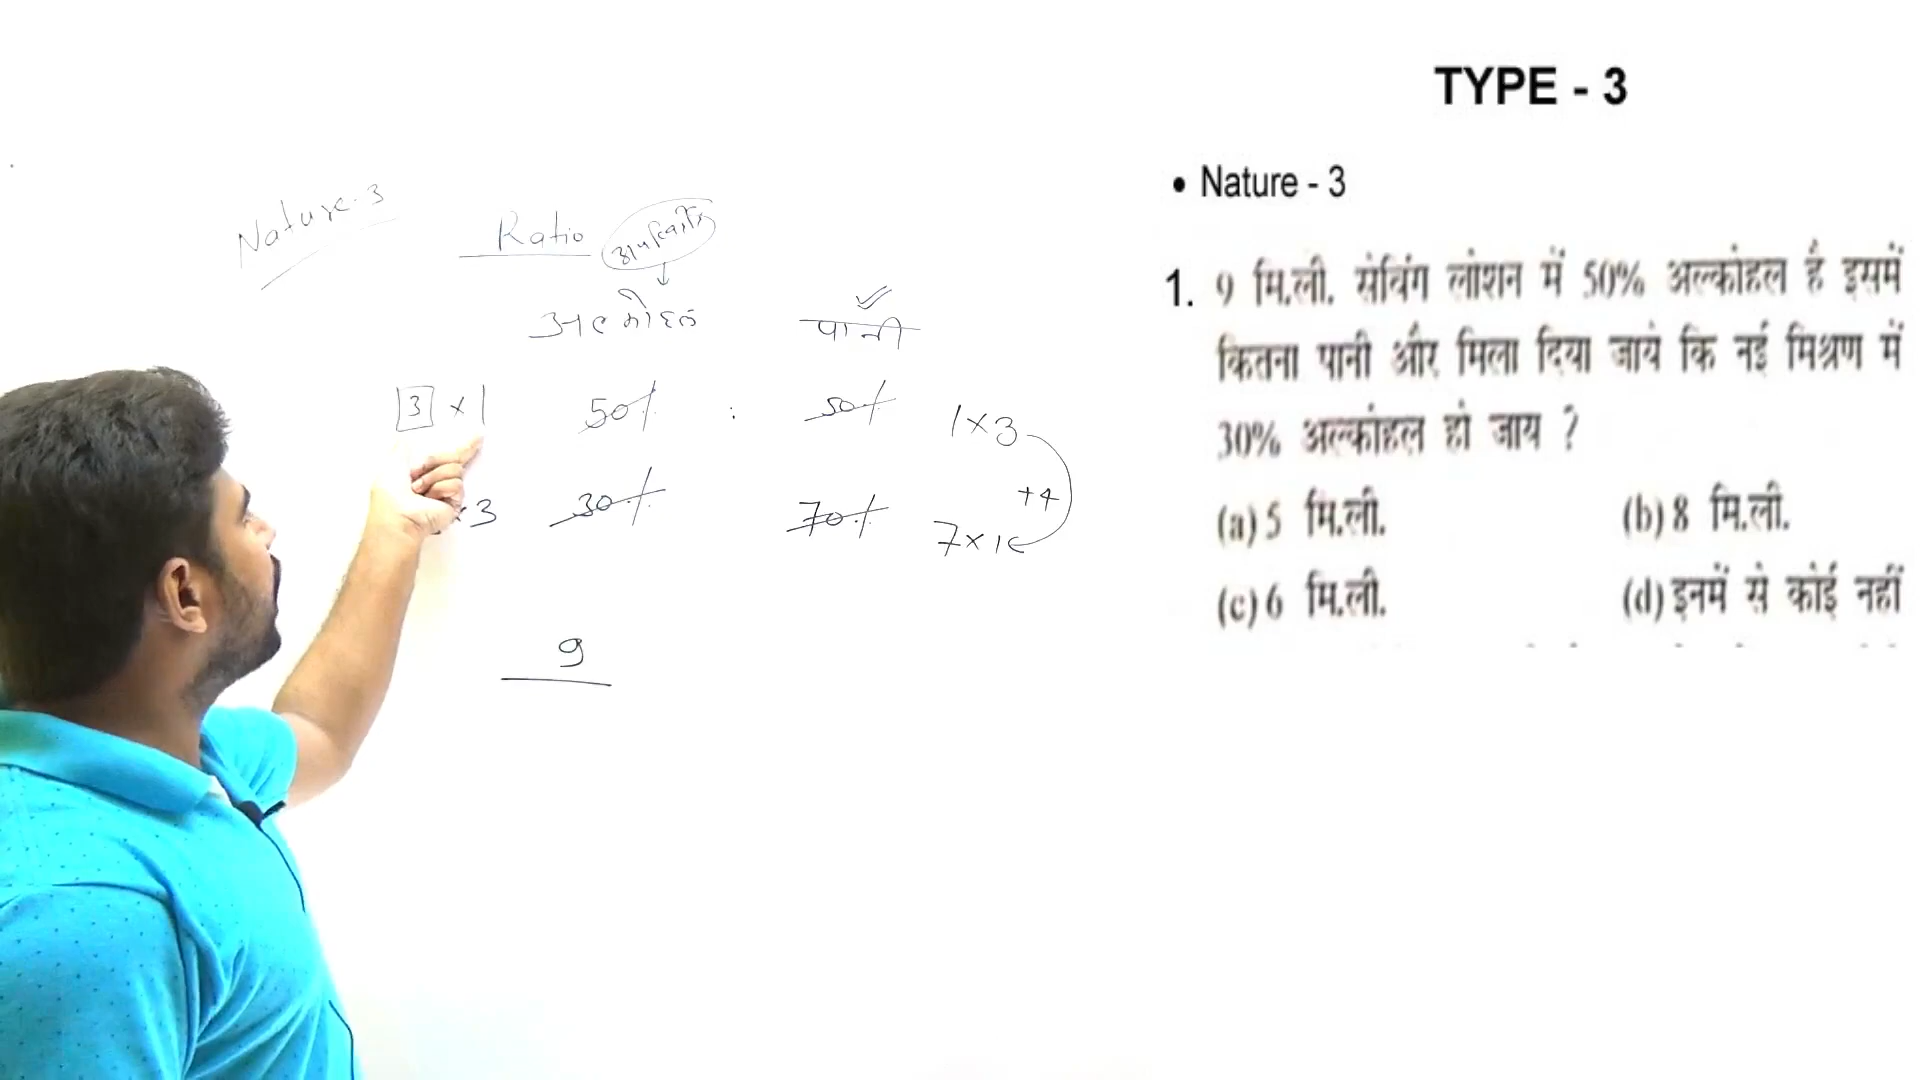 TYPE - 3
• Nature - 3
1. 9 मि.ली. सेविंग लोशन में 50% अल्कोहल है इसमें
कितना पानी और मिला दिया जाये कि नई मिश्रण में
30% अल्कोहल हो जाय ?
(a) 5 मि.ली. (b) 8 मि.ली.
(c) 6 मि.ली. (d) इनमें से कोई नहीं
Nature-3
Ratio
अल्कोहल पानी
3 × 1 50% : 50% 1×3
+4
×3 30% 70% 7×1
9